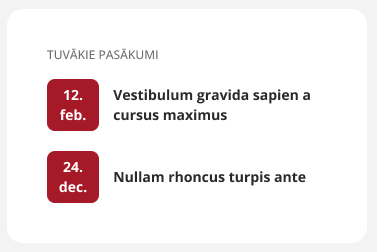 TUVĀKIE PASĀKUMI
12.
feb.
Vestibulum gravida sapien a
cursus maximus
24.
dec.
Nullam rhoncus turpis ante